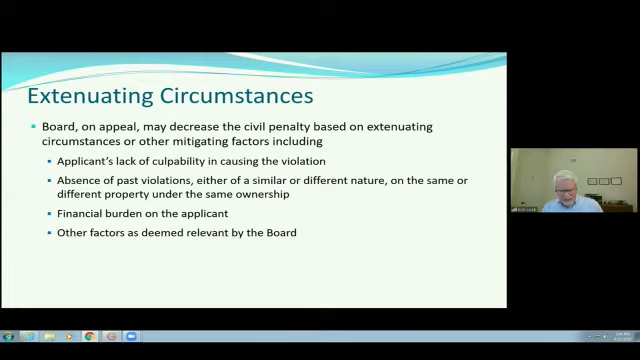 Extenuating Circumstances
Board, on appeal, may decrease the civil penalty based on extenuating
circumstances or other mitigating factors including
Applicant's lack of culpability in causing the violation
Absence of past violations, either of a similar or different nature, on the same or
different property under the same ownership
Financial burden on the applicant
Other factors as deemed relevant by the Board